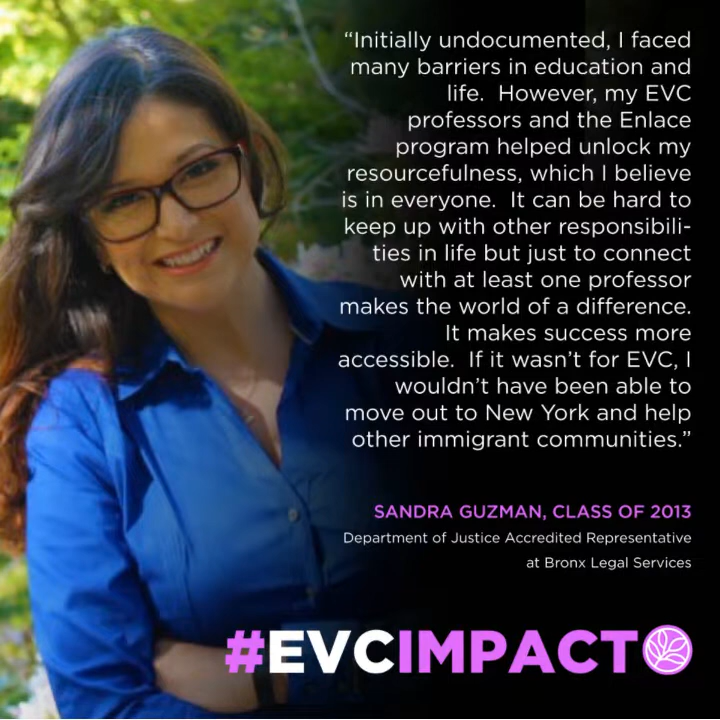 “Initially undocumented, I faced
many barriers in education and
life.  However, my EVC
professors and the Enlace
program helped unlock my
resourcefulness, which I believe
is in everyone.  It can be hard to
keep up with other responsibili-
ties in life but just to connect
with at least one professor
makes the world of a difference.
It makes success more
accessible.  If it wasn’t for EVC, I
wouldn’t have been able to
move out to New York and help
other immigrant communities.”
SANDRA GUZMAN, CLASS OF 2013
Department of Justice Accredited Representative
at Bronx Legal Services
#EVCIMPACT